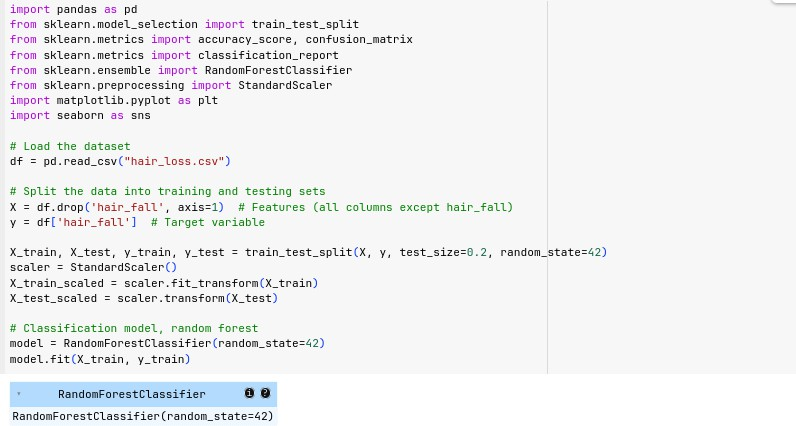 import pandas as pd
from sklearn.model_selection import train_test_split
from sklearn.metrics import accuracy_score, confusion_matrix
from sklearn.metrics import classification_report
from sklearn.ensemble import RandomForestClassifier
from sklearn.preprocessing import StandardScaler
import matplotlib.pyplot as plt
import seaborn as sns

# Load the dataset
df = pd.read_csv("hair_loss.csv")

# Split the data into training and testing sets
X = df.drop('hair_fall', axis=1)  # Features (all columns except hair_fall)
y = df['hair_fall']  # Target variable

X_train, X_test, y_train, y_test = train_test_split(X, y, test_size=0.2, random_state=42)
scaler = StandardScaler()
X_train_scaled = scaler.fit_transform(X_train)
X_test_scaled = scaler.transform(X_test)

# Classification model, random forest
model = RandomForestClassifier(random_state=42)
model.fit(X_train, y_train)

RandomForestClassifier i ?
RandomForestClassifier(random_state=42)